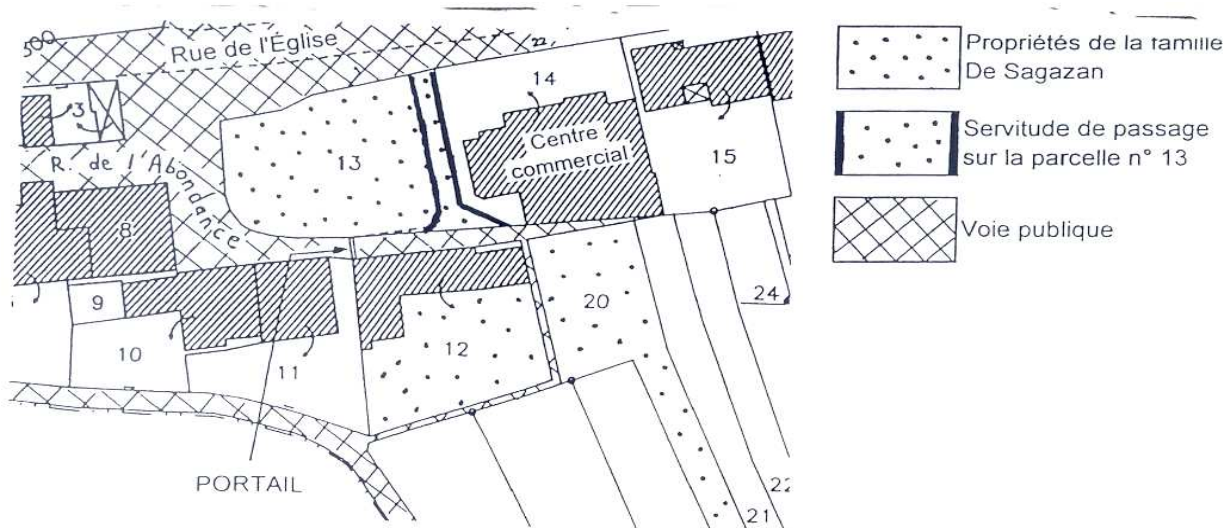 500
Rue de l'Église
22
3
14
Centre
commercial
13
15
R. de l'Abondance
8
9
10
11
12
20
24
22
21
PORTAIL
Propriétés de la famille
De Sagazan
Servitude de passage
sur la parcelle n° 13
Voie publique